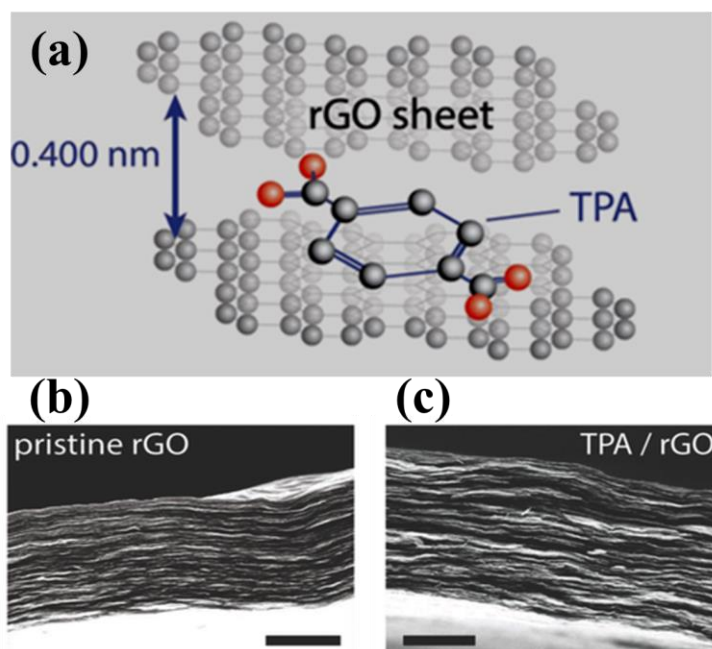 (a)
rGO sheet
0.400 nm
TPA
(b)
(c)
pristine rGO
TPA / rGO